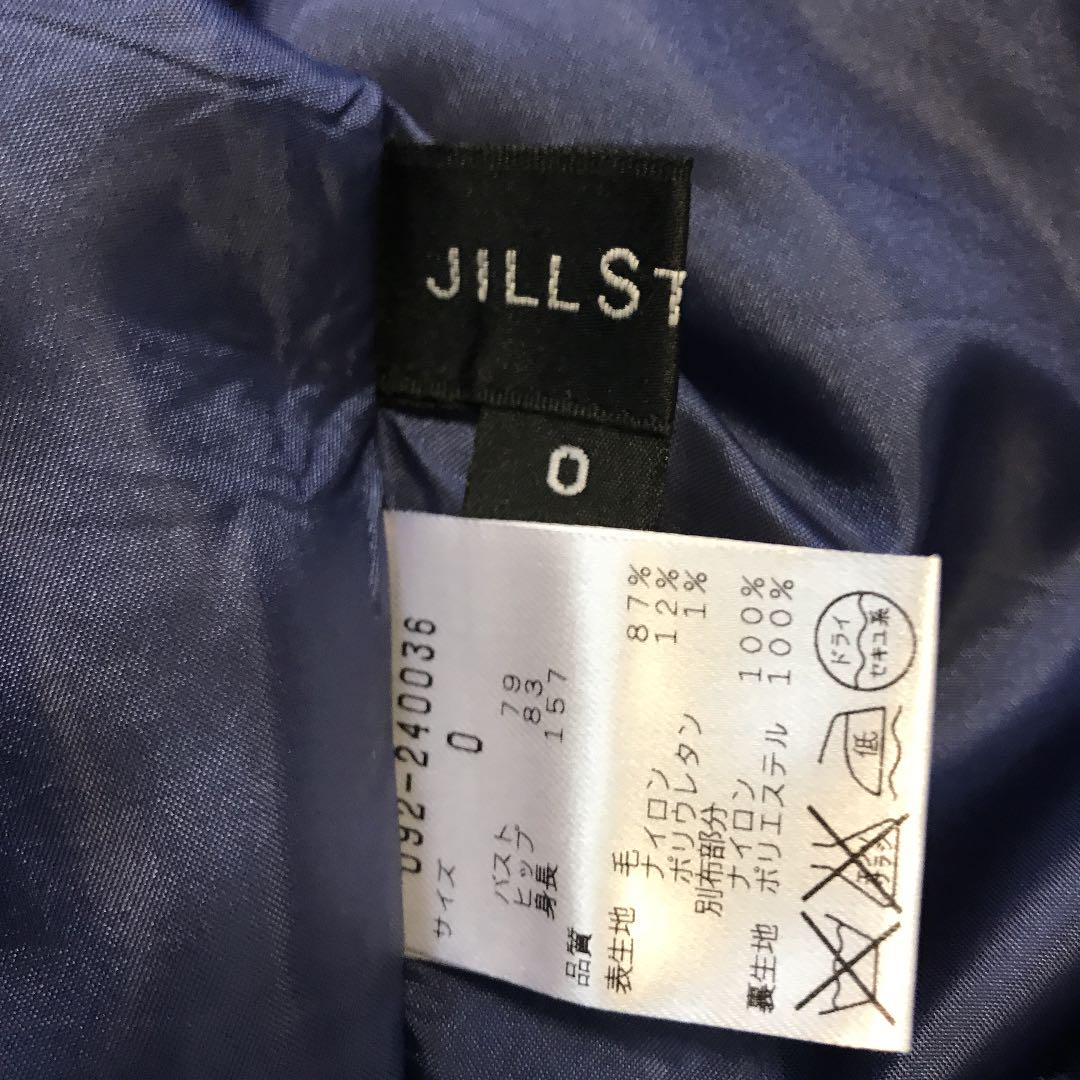 JILLST
0
092-240036
サイズ 0
バスト 79
ヒップ 83
身長 157
品質
表生地 毛 87%
ナイロン 12%
ポリウレタン 1%
別布部分
ナイロン 100%
裏生地 ポリエステル 100%
ドライ
セキユ系
低